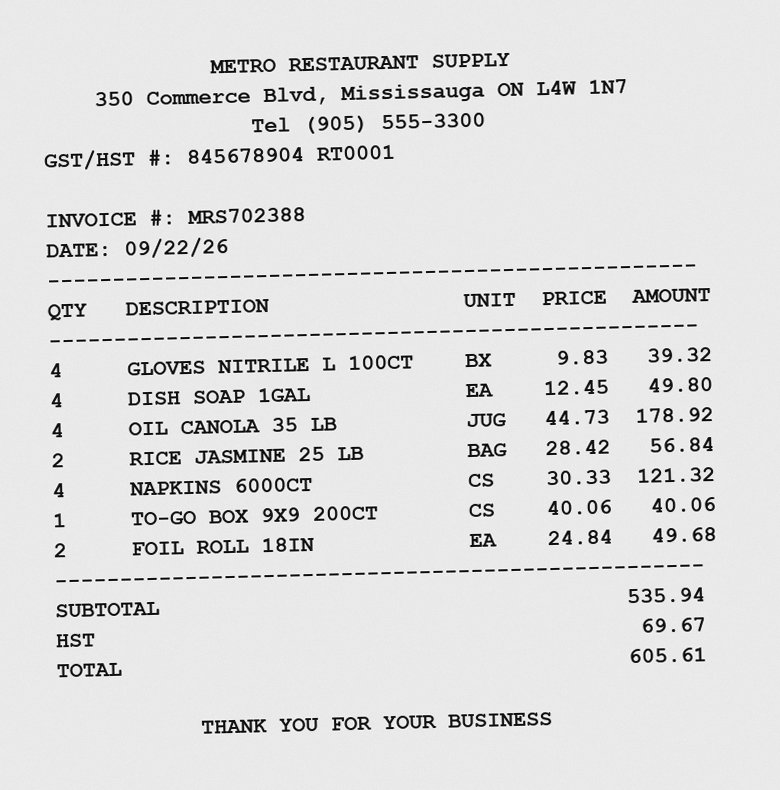 METRO RESTAURANT SUPPLY
350 Commerce Blvd, Mississauga ON L4W 1N7
Tel (905) 555-3300
GST/HST #: 845678904 RT0001
INVOICE #: MRS702388
DATE: 09/22/26
--------------------------------------------------
QTY DESCRIPTION UNIT PRICE AMOUNT
--------------------------------------------------
4 GLOVES NITRILE L 100CT BX 9.83 39.32
4 DISH SOAP 1GAL EA 12.45 49.80
4 OIL CANOLA 35 LB JUG 44.73 178.92
2 RICE JASMINE 25 LB BAG 28.42 56.84
4 NAPKINS 6000CT CS 30.33 121.32
1 TO-GO BOX 9X9 200CT CS 40.06 40.06
2 FOIL ROLL 18IN EA 24.84 49.68
--------------------------------------------------
SUBTOTAL 535.94
HST 69.67
TOTAL 605.61
THANK YOU FOR YOUR BUSINESS